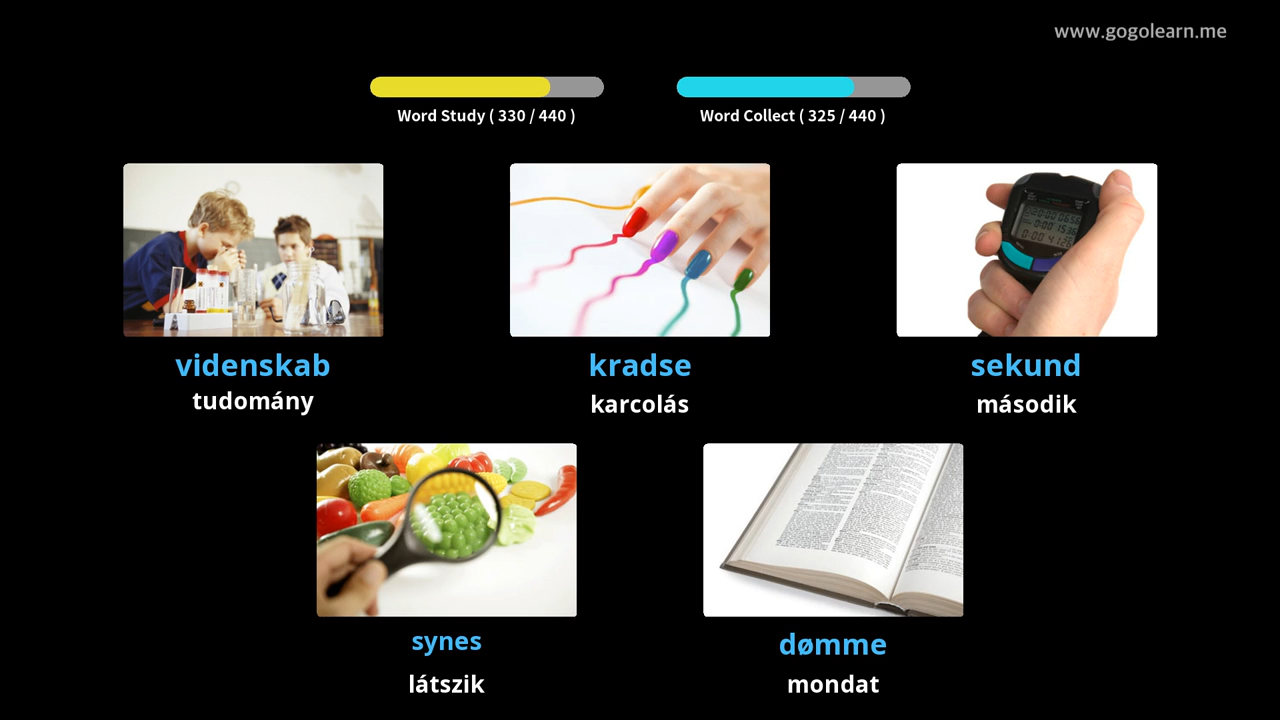 www.gogolearn.me
Word Study ( 330 / 440 )
Word Collect ( 325 / 440 )
videnskab
tudomány
kradse
karcolás
sekund
második
synes
látszik
dømme
mondat